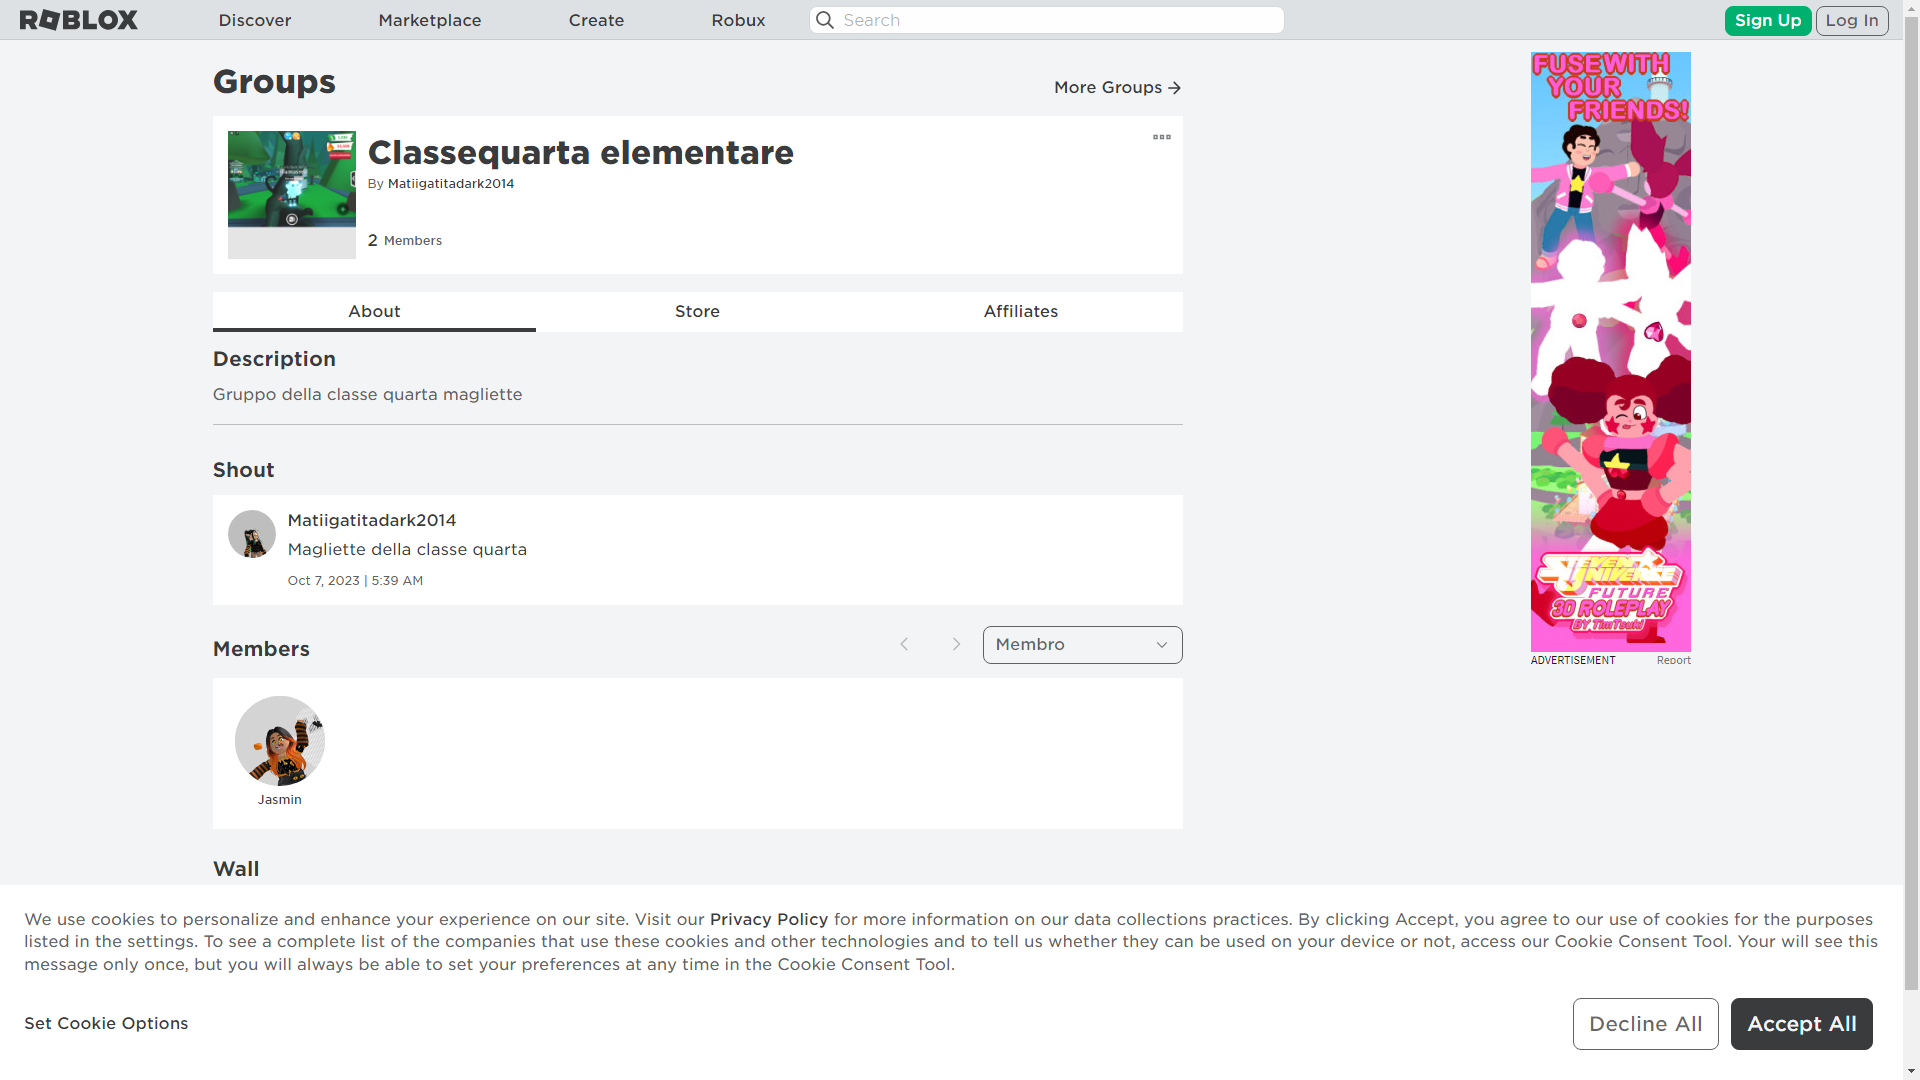 ROBLOX
Discover
Marketplace
Create
Robux
Search
Sign Up
Log In
Groups
More Groups
Classequarta elementare
By Matiigatitadark2014
2 Members
About
Store
Affiliates
Description
Gruppo della classe quarta magliette
Shout
Matiigatitadark2014
Magliette della classe quarta
Oct 7, 2023 | 5:39 AM
Members
Membro
Jasmin
Wall
FUSE WITH
YOUR
FRIENDS!
STEVEN
UNIVERSE
FUTURE
3D ROLEPLAY
BY TimTsuki
ADVERTISEMENT
Report
We use cookies to personalize and enhance your experience on our site. Visit our Privacy Policy for more information on our data collections practices. By clicking Accept, you agree to our use of cookies for the purposes
listed in the settings. To see a complete list of the companies that use these cookies and other technologies and to tell us whether they can be used on your device or not, access our Cookie Consent Tool. Your will see this
message only once, but you will always be able to set your preferences at any time in the Cookie Consent Tool.
Set Cookie Options
Decline All
Accept All